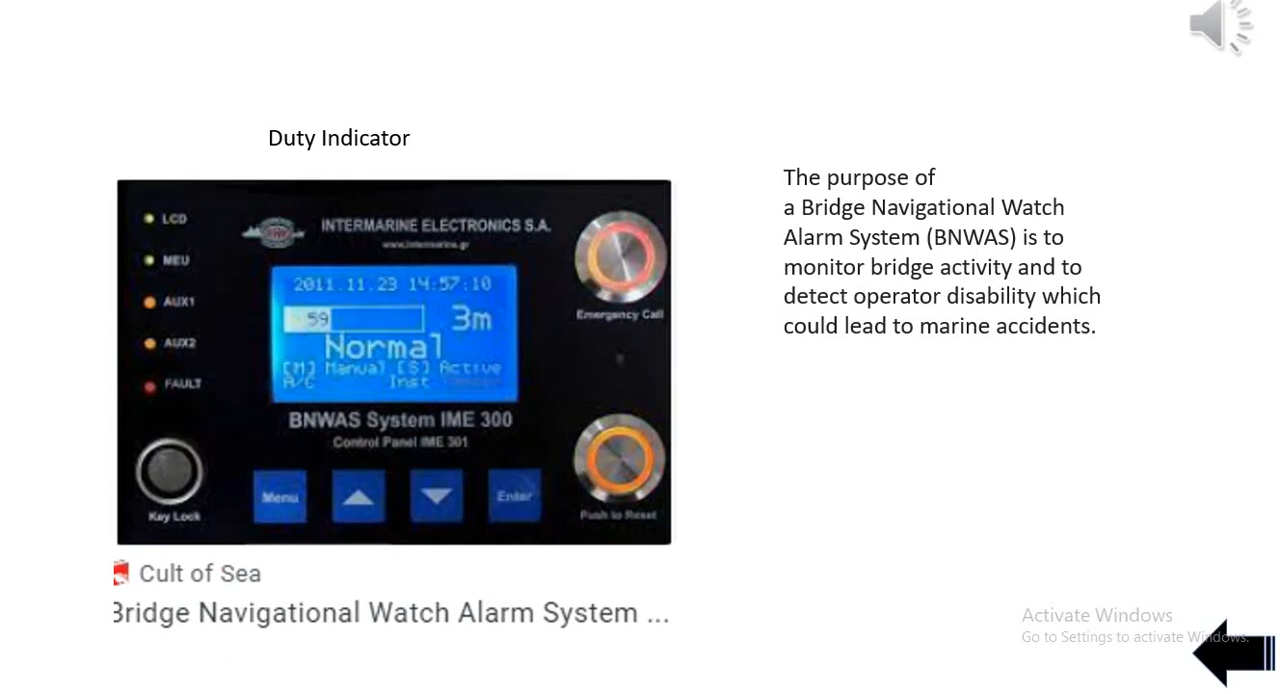 Duty Indicator
The purpose of
a Bridge Navigational Watch
Alarm System (BNWAS) is to
monitor bridge activity and to
detect operator disability which
could lead to marine accidents.
LCD
MEU
AUX1
AUX2
FAULT
Key Lock
INTERMARINE ELECTRONICS S.A.
www.intermarine.gr
2011.11.23 14:57:10
59
3m
Normal
[M] Manual [S] Active
A/C Inst
BNWAS System IME 300
Control Panel IME 301
Menu
Enter
Emergency Call
Push to Reset
Cult of Sea
Bridge Navigational Watch Alarm System ...
Activate Windows
Go to Settings to activate Windows.